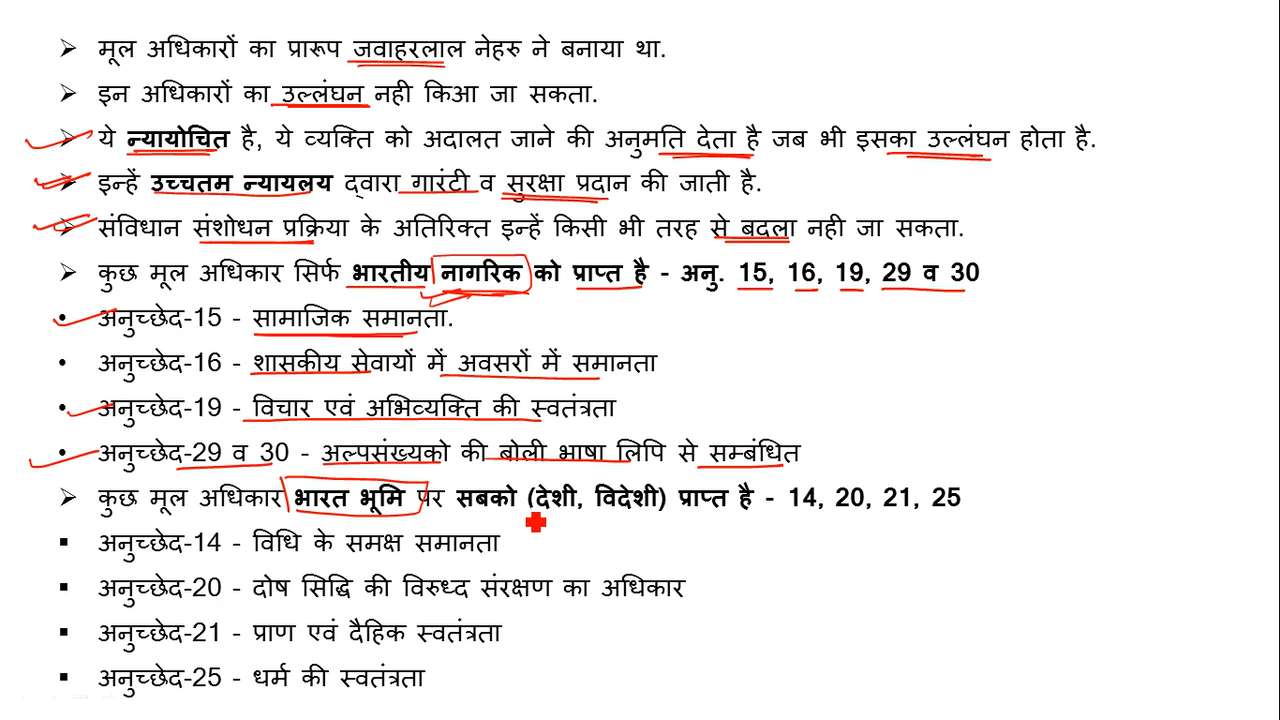 ➢ मूल अधिकारों का प्रारूप जवाहरलाल नेहरु ने बनाया था.
➢ इन अधिकारों का उल्लंघन नही किआ जा सकता.
➢ ये न्यायोचित है, ये व्यक्ति को अदालत जाने की अनुमति देता है जब भी इसका उल्लंघन होता है.
➢ इन्हें उच्चतम न्यायलय द्वारा गारंटी व सुरक्षा प्रदान की जाती है.
➢ संविधान संशोधन प्रक्रिया के अतिरिक्त इन्हें किसी भी तरह से बदला नही जा सकता.
➢ कुछ मूल अधिकार सिर्फ भारतीय नागरिक को प्राप्त है - अनु. 15, 16, 19, 29 व 30
• अनुच्छेद-15 - सामाजिक समानता.
• अनुच्छेद-16 - शासकीय सेवायों में अवसरों में समानता
• अनुच्छेद-19 - विचार एवं अभिव्यक्ति की स्वतंत्रता
• अनुच्छेद-29 व 30 - अल्पसंख्यको की बोली भाषा लिपि से सम्बंधित
➢ कुछ मूल अधिकार भारत भूमि पर सबको (देशी, विदेशी) प्राप्त है - 14, 20, 21, 25
▪ अनुच्छेद-14 - विधि के समक्ष समानता
▪ अनुच्छेद-20 - दोष सिद्धि की विरुध्द संरक्षण का अधिकार
▪ अनुच्छेद-21 - प्राण एवं दैहिक स्वतंत्रता
▪ अनुच्छेद-25 - धर्म की स्वतंत्रता